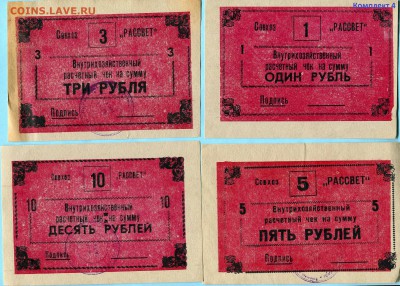 COINS.ЛАVE.RU
Комплект 4
Совхоз 3 „РАССВЕТ"
3 3
Внутрихозяйственный
расчетный чек на сумму
ТРИ РУБЛЯ
Подпись
Совхоз 1 „РАССВЕТ"
1 1
Внутрихозяйственный
расчетный чек на сумму
ОДИН РУБЛЬ
Подпись
Совхоз 10 „РАССВЕТ"
Внутрихозяйственный
10 10
расчетный чек на сумму
ДЕСЯТЬ РУБЛЕЙ
Подпись
Совхоз 5 „РАССВЕТ"
Внутрихозяйственный
5 5
расчетный чек на сумму
ПЯТЬ РУБЛЕЙ
Подпись